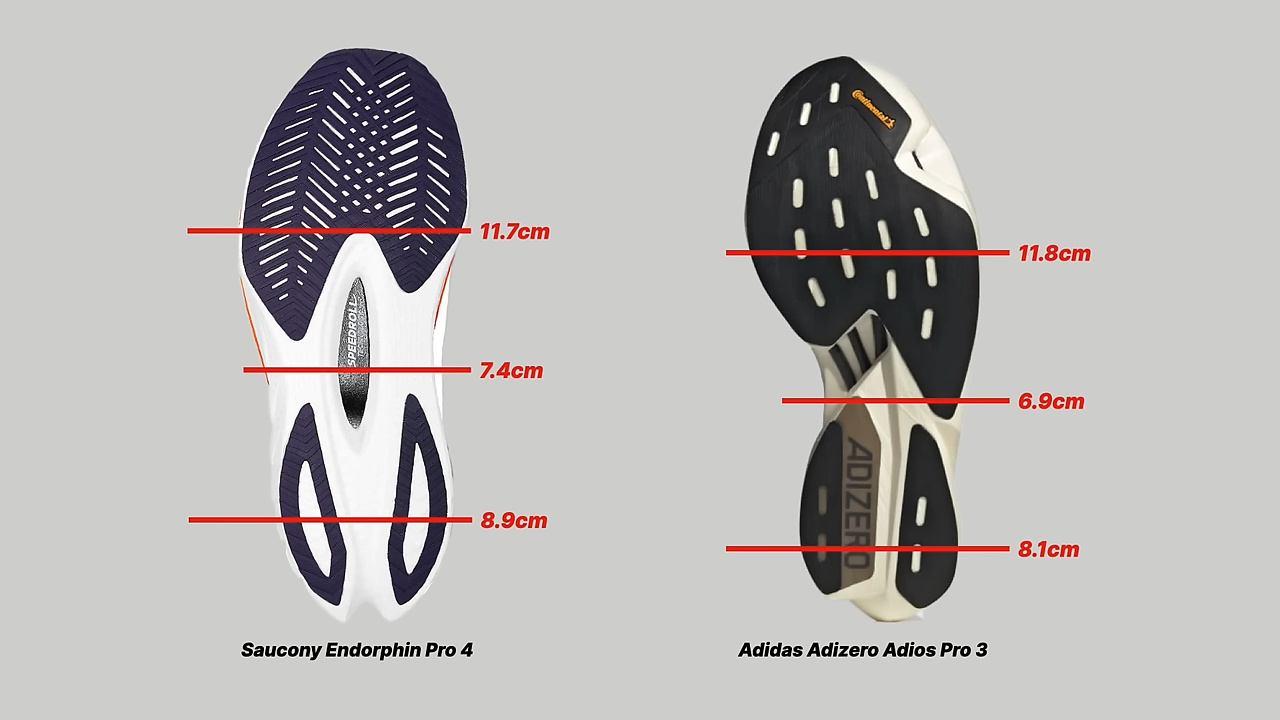 Continental
11.7cm
11.8cm
SPEEDROLL
7.4cm
6.9cm
ADIZERO
8.9cm
8.1cm
Saucony Endorphin Pro 4
Adidas Adizero Adios Pro 3